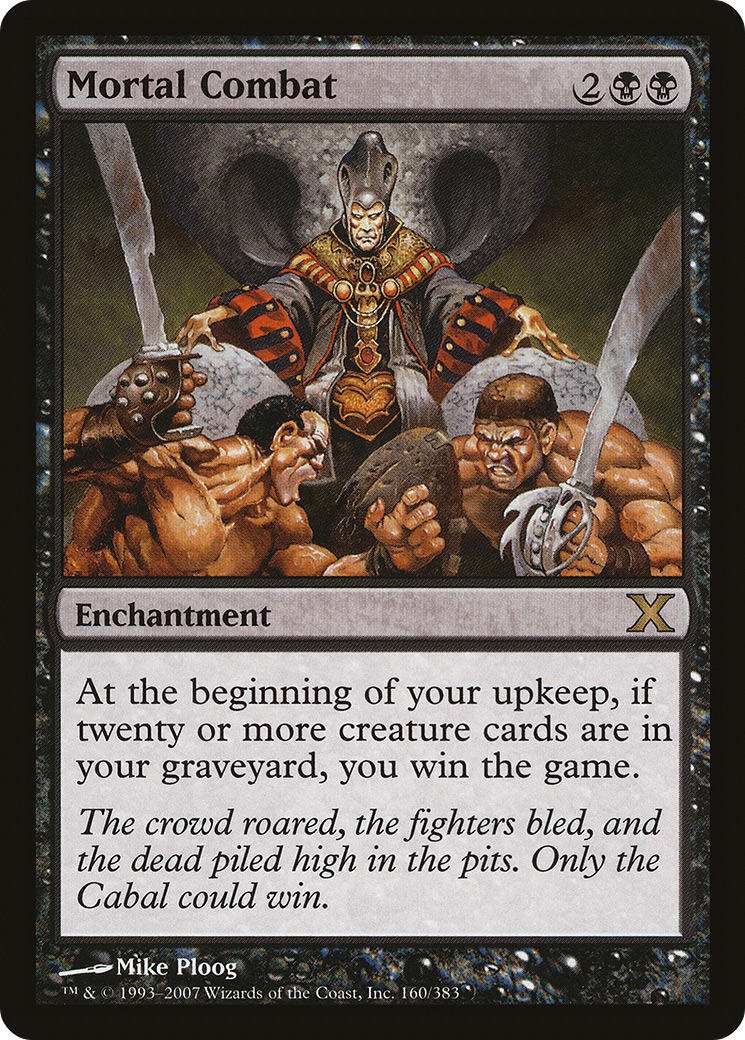 Mortal Combat 2
Enchantment X
At the beginning of your upkeep, if
twenty or more creature cards are in
your graveyard, you win the game.
The crowd roared, the fighters bled, and
the dead piled high in the pits. Only the
Cabal could win.
Mike Ploog
™ & © 1993–2007 Wizards of the Coast, Inc. 160/383